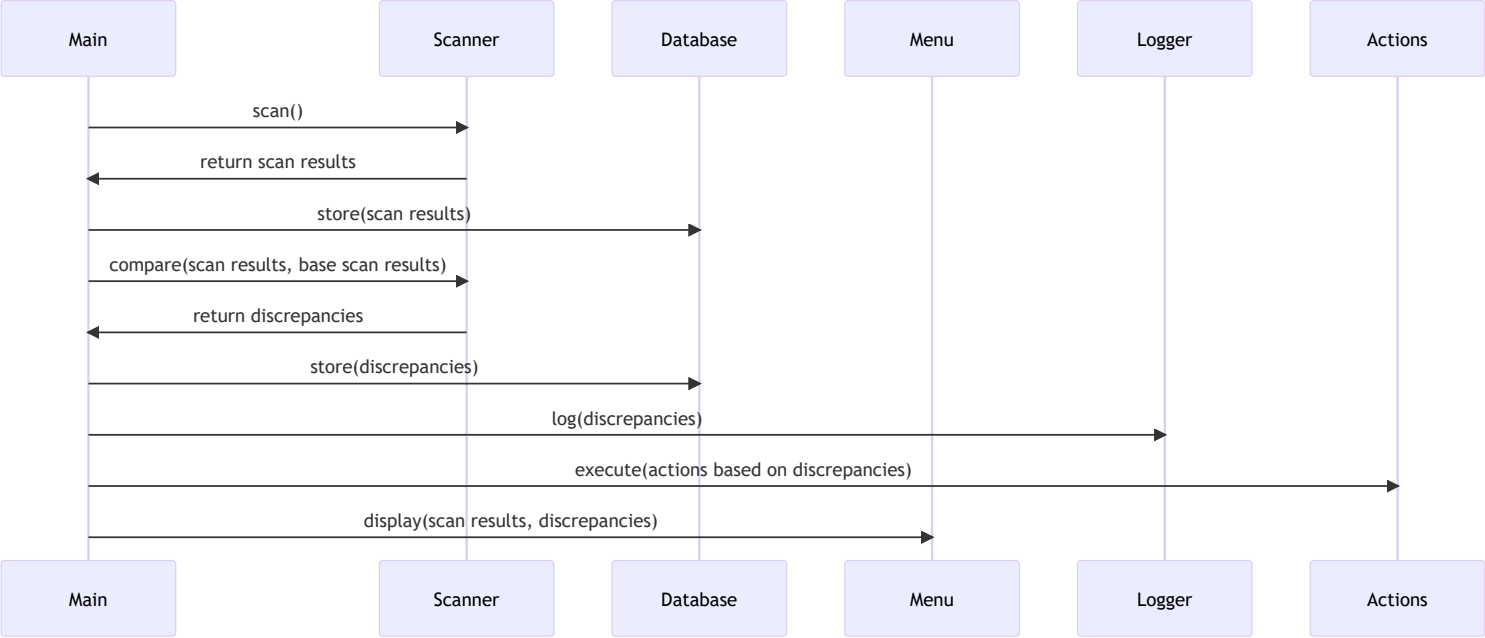 Main
Scanner
Database
Menu
Logger
Actions
scan()
return scan results
store(scan results)
compare(scan results, base scan results)
return discrepancies
store(discrepancies)
log(discrepancies)
execute(actions based on discrepancies)
display(scan results, discrepancies)
Main
Scanner
Database
Menu
Logger
Actions